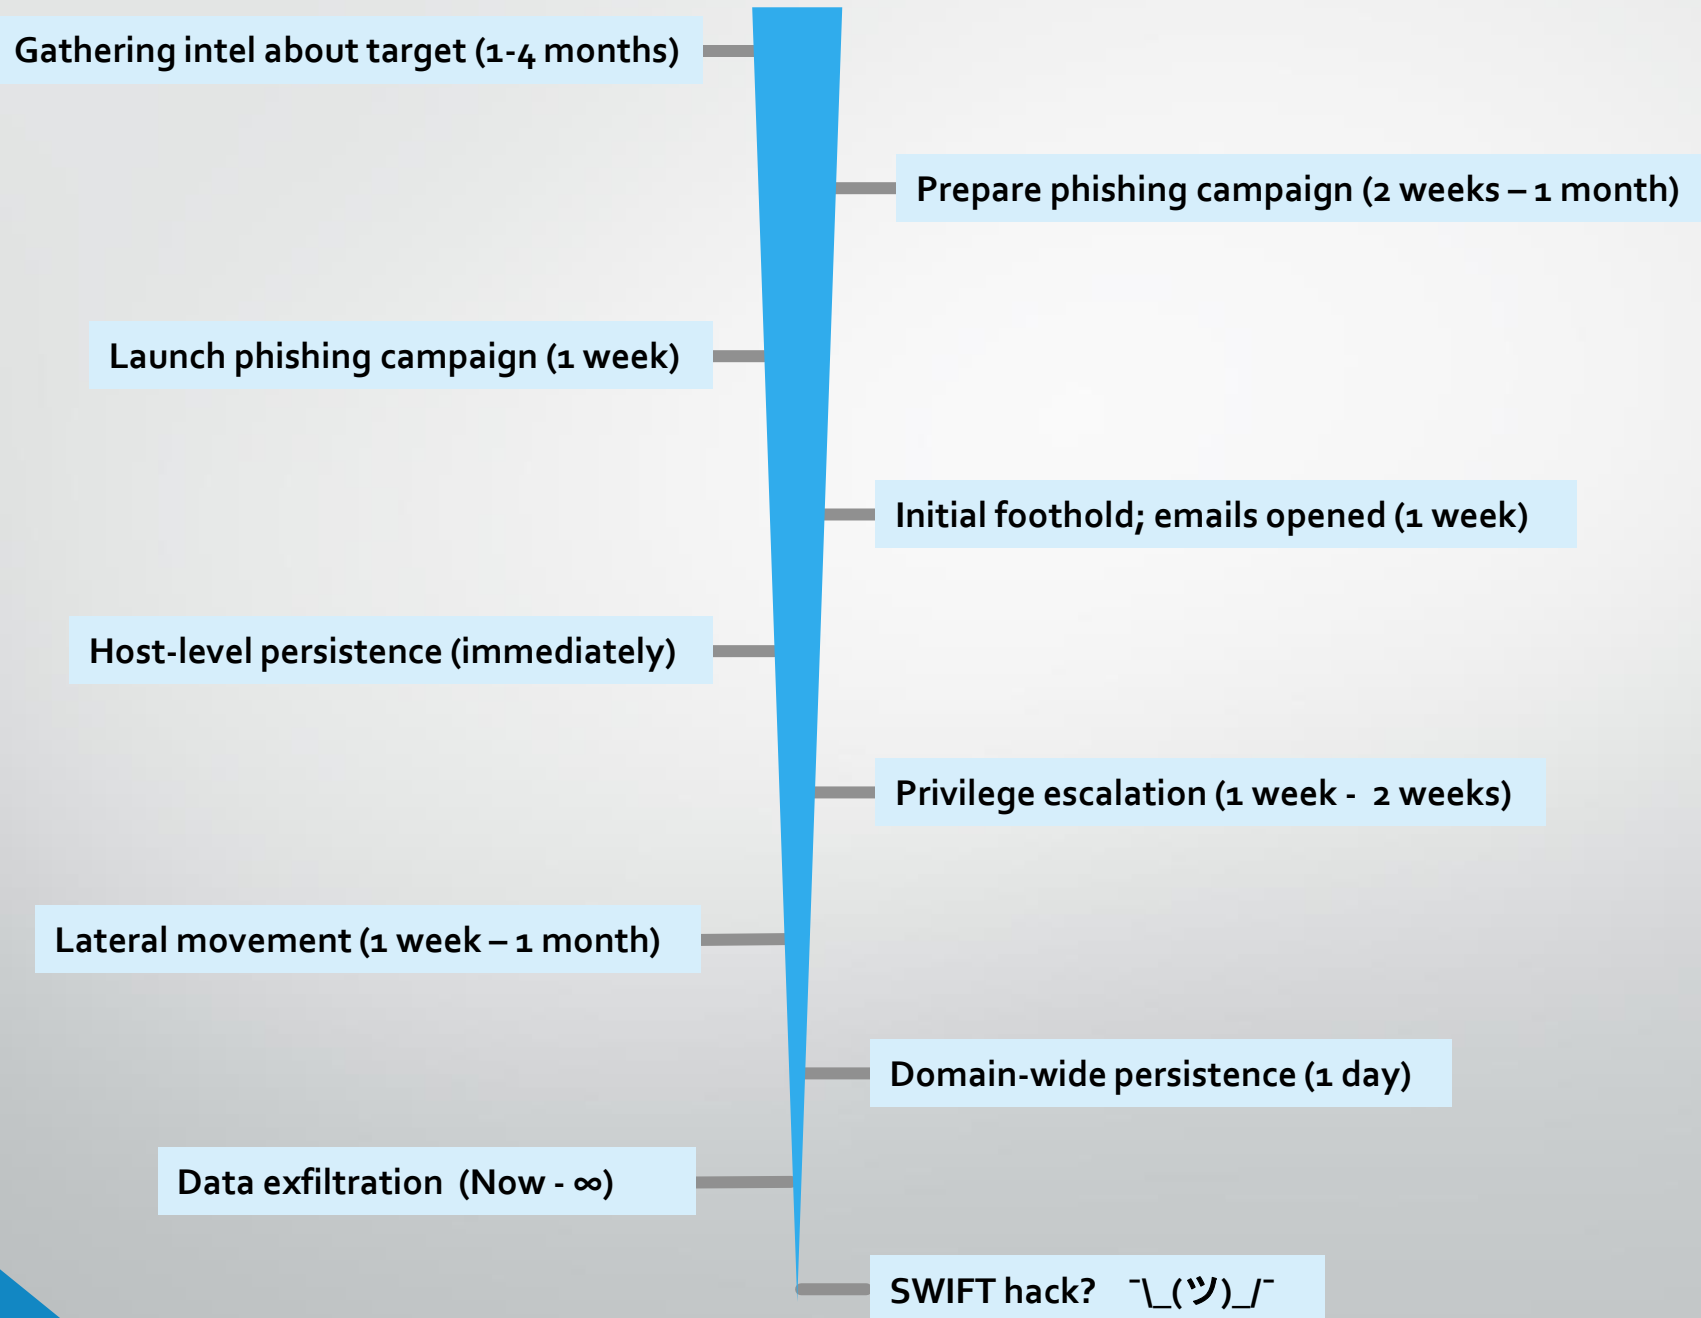 Gathering intel about target (1-4 months)
Prepare phishing campaign (2 weeks – 1 month)
Launch phishing campaign (1 week)
Initial foothold; emails opened (1 week)
Host-level persistence (immediately)
Privilege escalation (1 week -  2 weeks)
Lateral movement (1 week – 1 month)
Domain-wide persistence (1 day)
Data exfiltration  (Now - ∞)
SWIFT hack?   ¯\_(ツ)_/¯